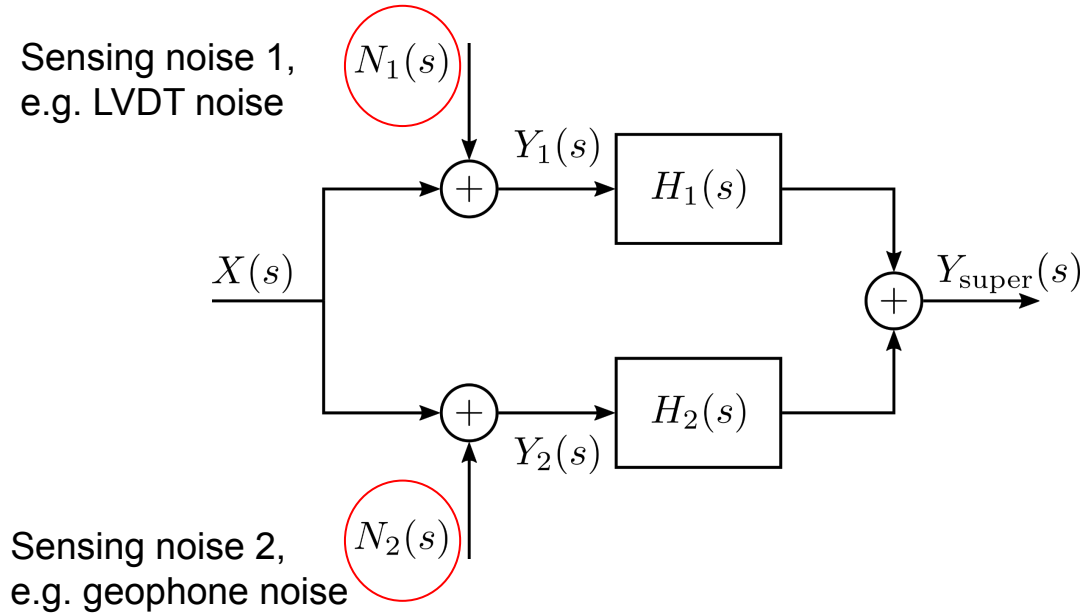 Sensing noise 1,
e.g. LVDT noise
N₁(s)
Y₁(s)
H₁(s)
X(s)
Y_super(s)
+
+
+
H₂(s)
Y₂(s)
Sensing noise 2,
e.g. geophone noise
N₂(s)